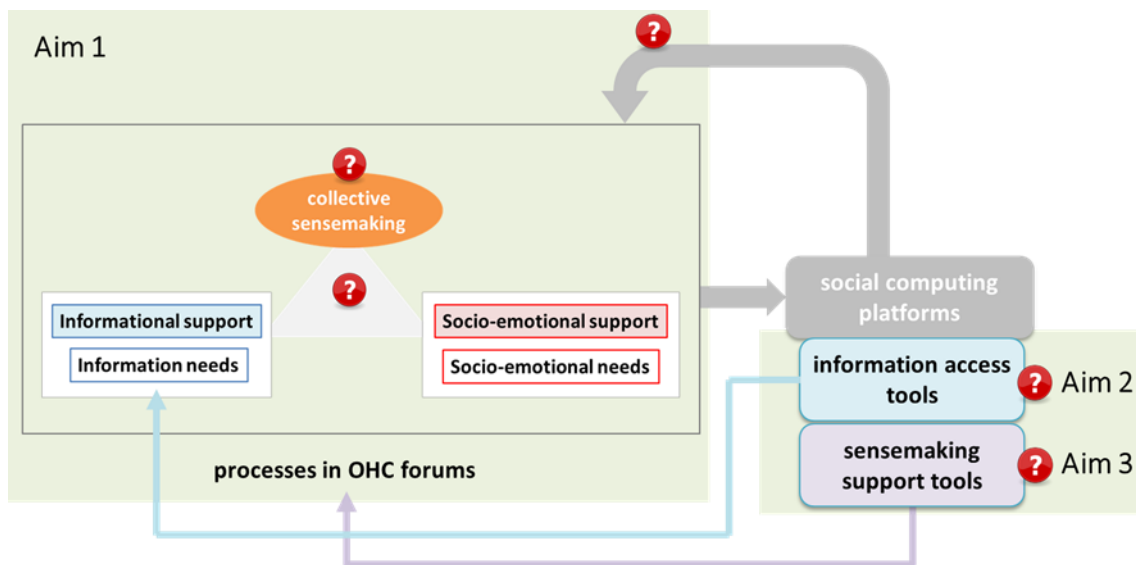 Aim 1
?
?
collective
sensemaking
?
Informational support
Information needs
Socio-emotional support
Socio-emotional needs
processes in OHC forums
social computing
platforms
information access
tools
?
Aim 2
sensemaking
support tools
?
Aim 3